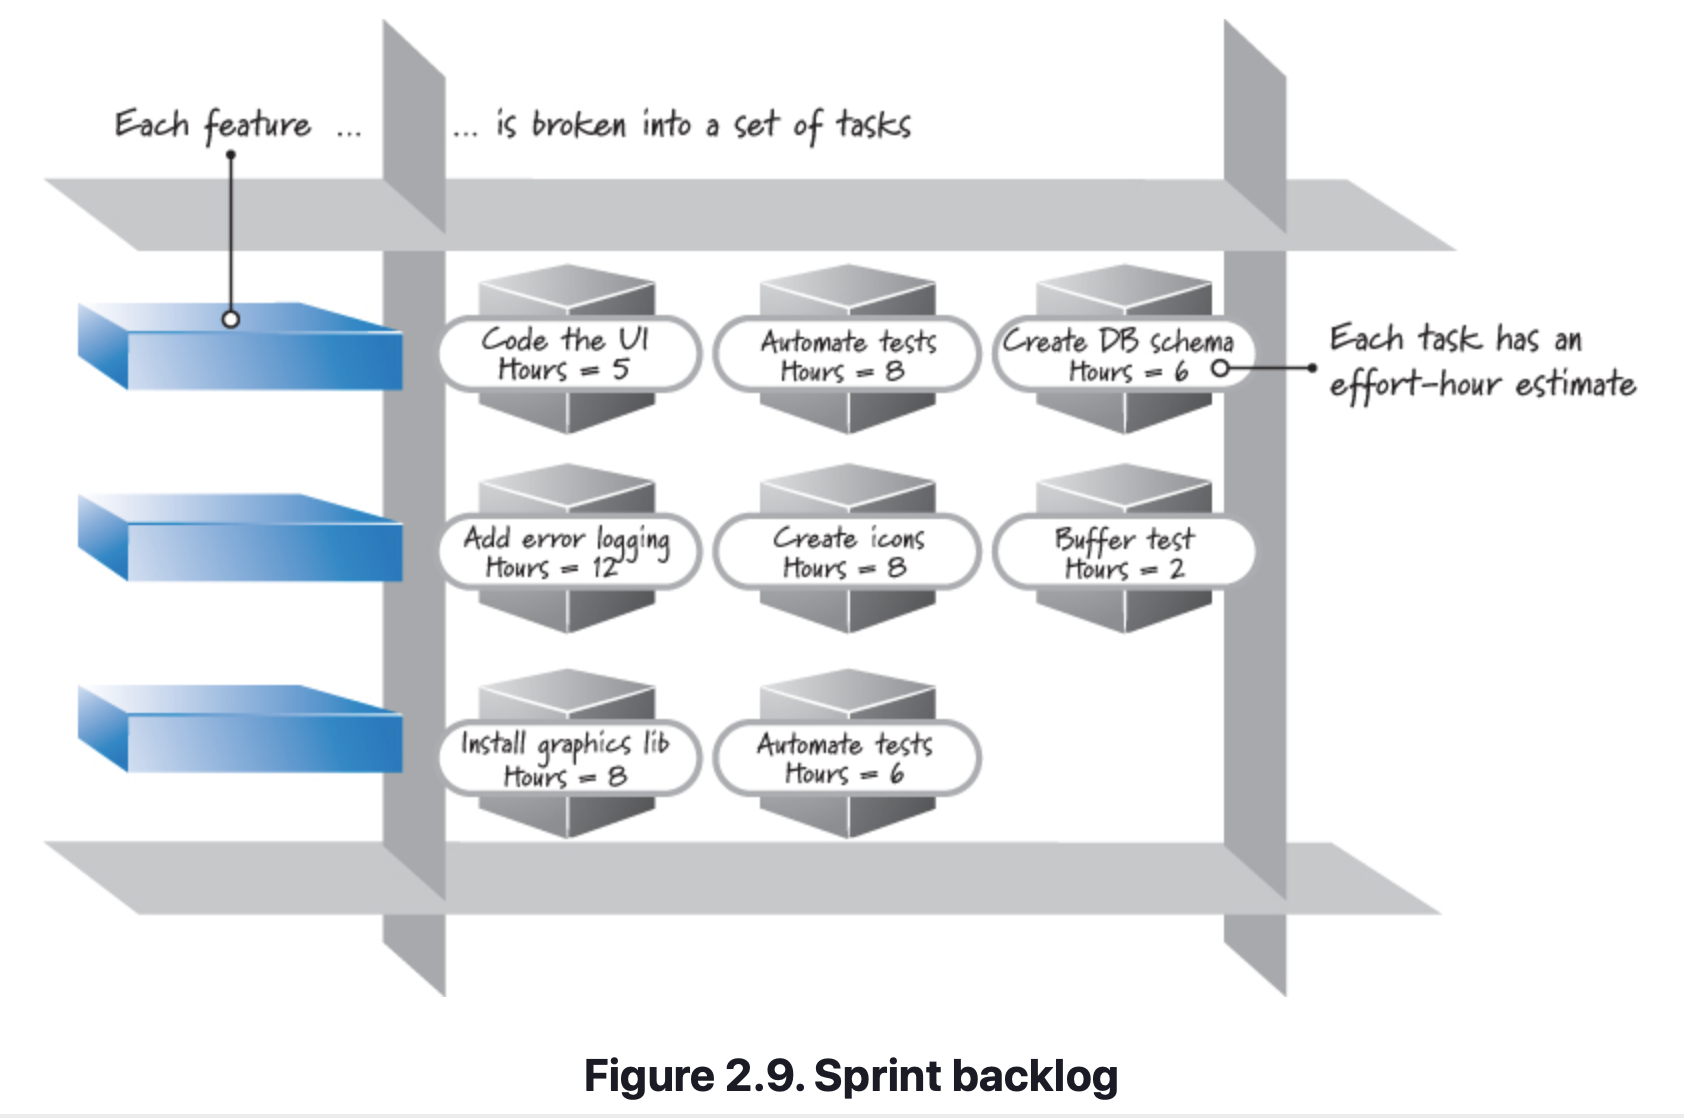 Each feature ...
... is broken into a set of tasks
Code the UI
Hours = 5
Automate tests
Hours = 8
Create DB schema
Hours = 6
Each task has an
effort-hour estimate
Add error logging
Hours = 12
Create icons
Hours = 8
Buffer test
Hours = 2
Install graphics lib
Hours = 8
Automate tests
Hours = 6
Figure 2.9. Sprint backlog